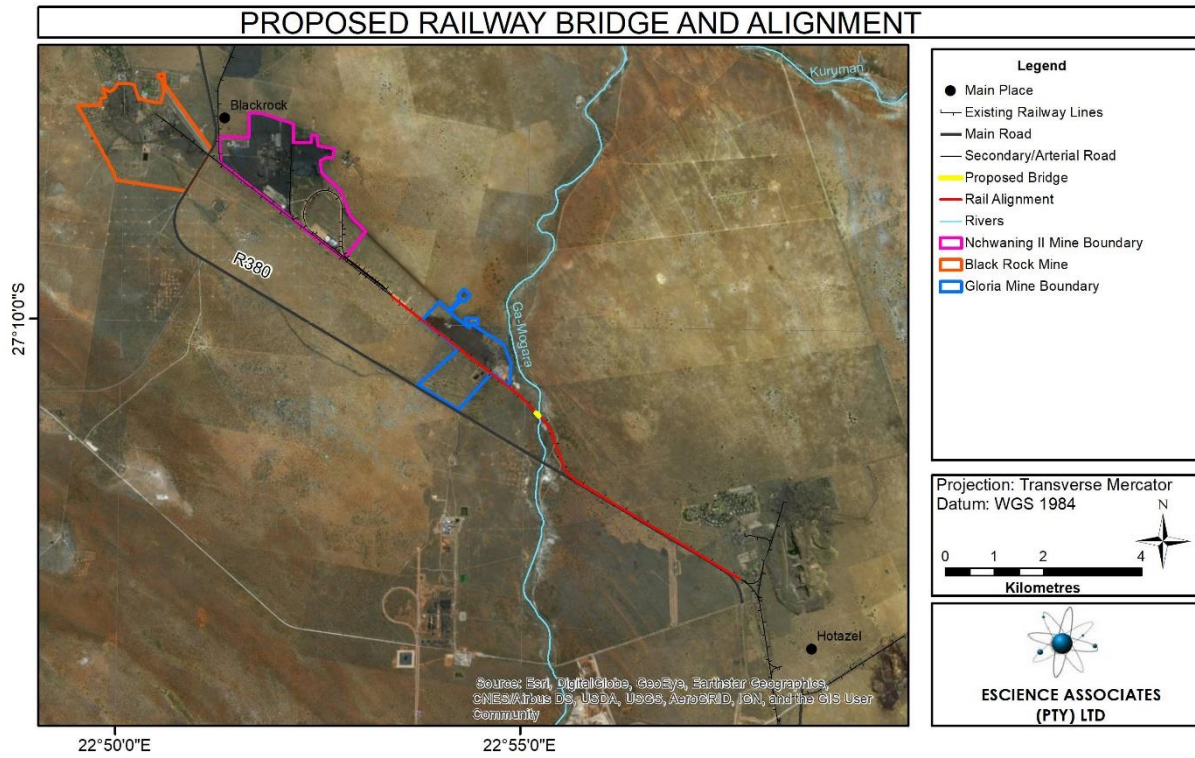 PROPOSED RAILWAY BRIDGE AND ALIGNMENT
Kuruman
Blackrock
R380
Ga-Mogara
Hotazel
Source: Esri, DigitalGlobe, GeoEye, Earthstar Geographics,
CNES/Airbus DS, USDA, USGS, AeroGRID, IGN, and the GIS User
Community
27°10'0"S
22°50'0"E
22°55'0"E
Legend
Main Place
Existing Railway Lines
Main Road
Secondary/Arterial Road
Proposed Bridge
Rail Alignment
Rivers
Nchwaning II Mine Boundary
Black Rock Mine
Gloria Mine Boundary
Projection: Transverse Mercator
Datum: WGS 1984
N
0 1 2 4
Kilometres
ESCIENCE ASSOCIATES
(PTY) LTD